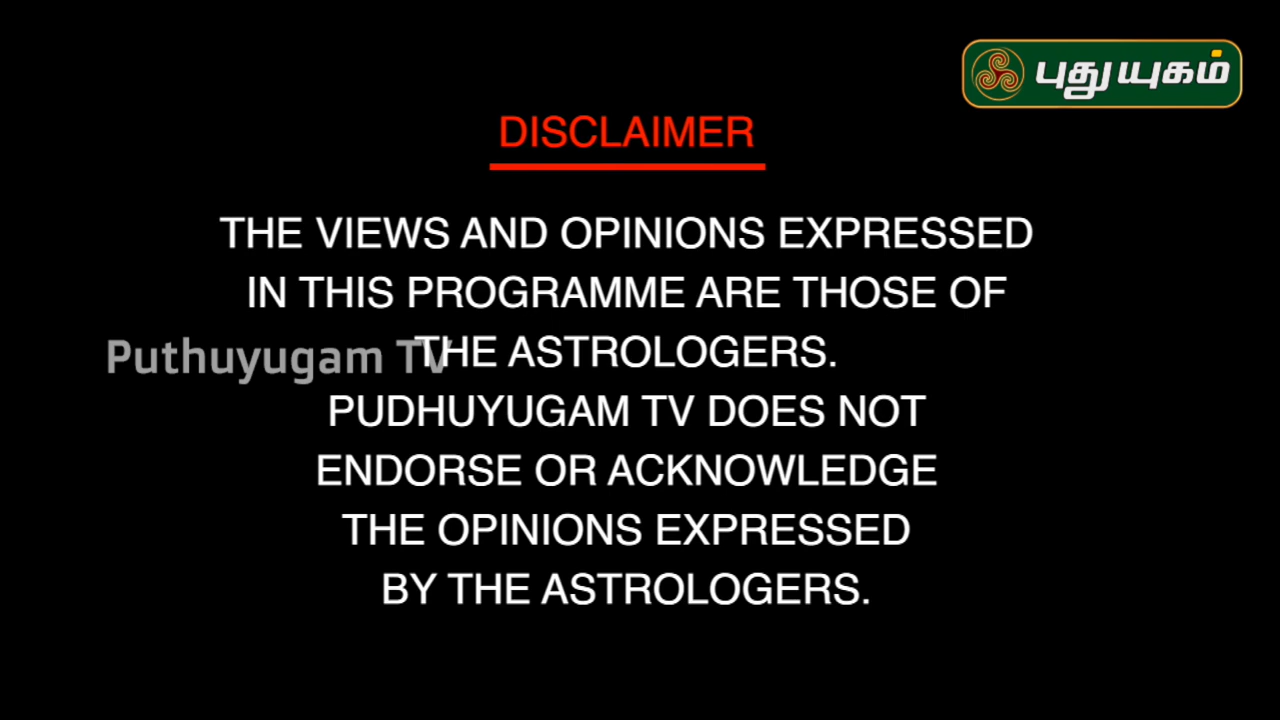 புதுயுகம்
DISCLAIMER
THE VIEWS AND OPINIONS EXPRESSED
IN THIS PROGRAMME ARE THOSE OF
THE ASTROLOGERS.
Puthuyugam TV
PUDHUYUGAM TV DOES NOT
ENDORSE OR ACKNOWLEDGE
THE OPINIONS EXPRESSED
BY THE ASTROLOGERS.